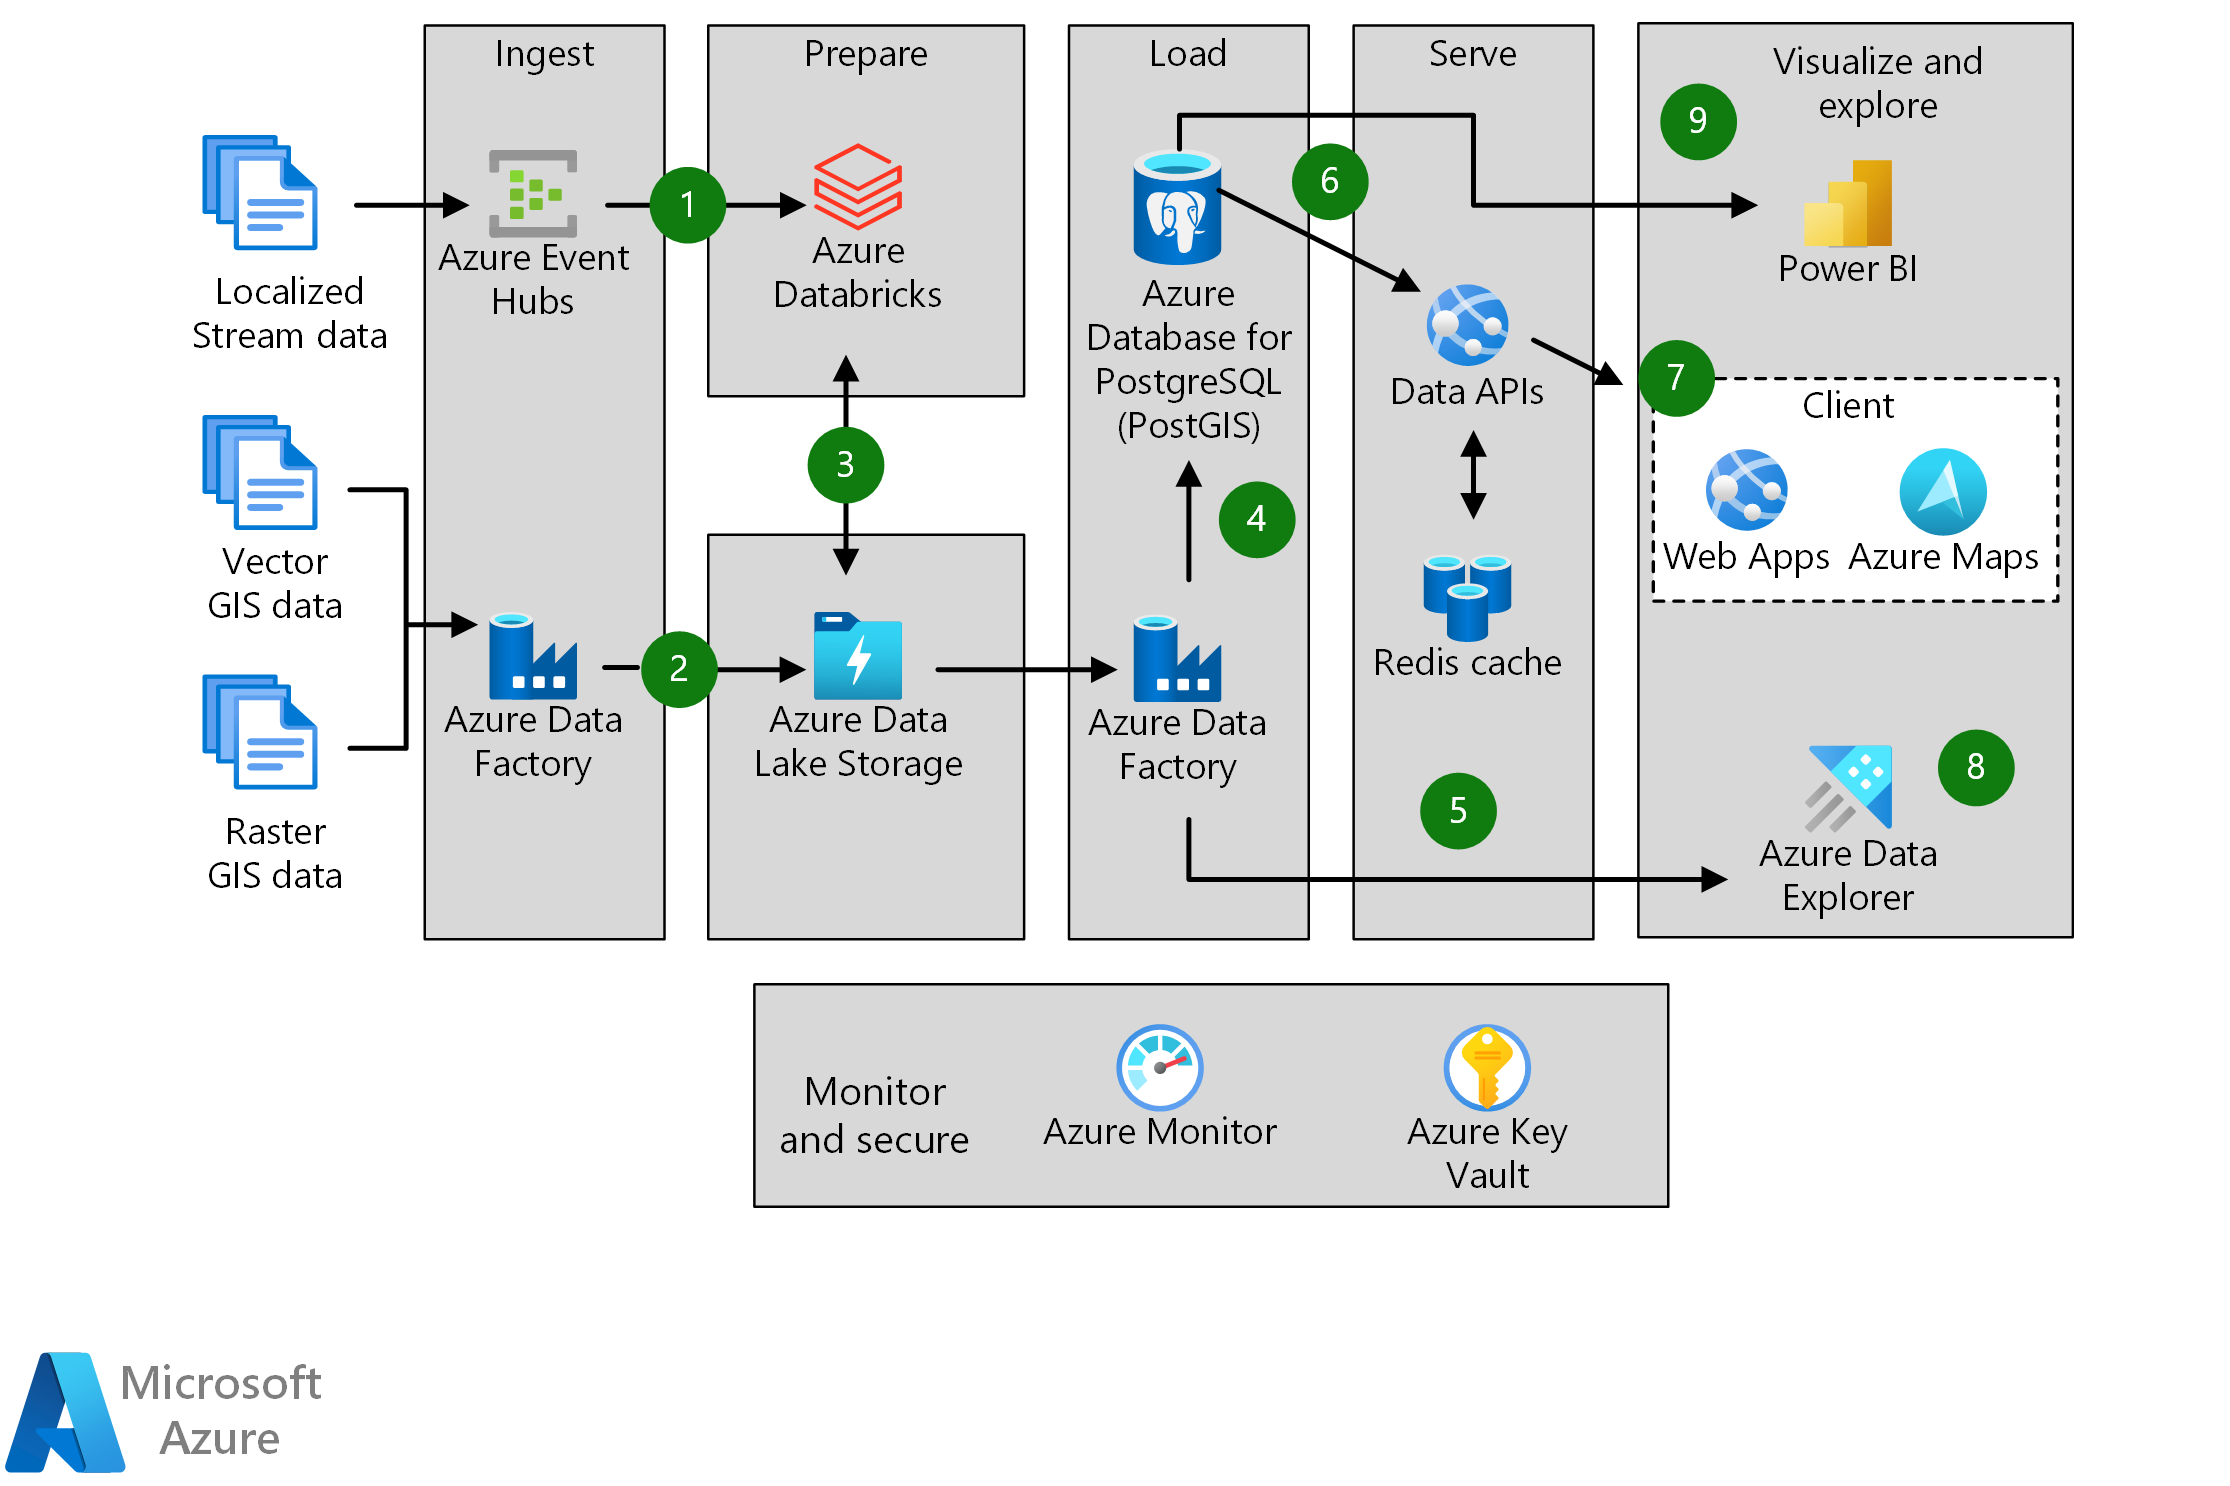 Ingest
Prepare
Load
Serve
Visualize and
explore
9
6
1
Localized
Stream data
Azure Event
Hubs
Azure
Databricks
Azure
Database for
PostgreSQL
(PostGIS)
Data APIs
Power BI
7
Client
Web Apps
Azure Maps
3
4
Vector
GIS data
2
Azure Data
Factory
Azure Data
Lake Storage
Azure Data
Factory
Redis cache
5
8
Azure Data
Explorer
Raster
GIS data
Monitor
and secure
Azure Monitor
Azure Key
Vault
Microsoft
Azure